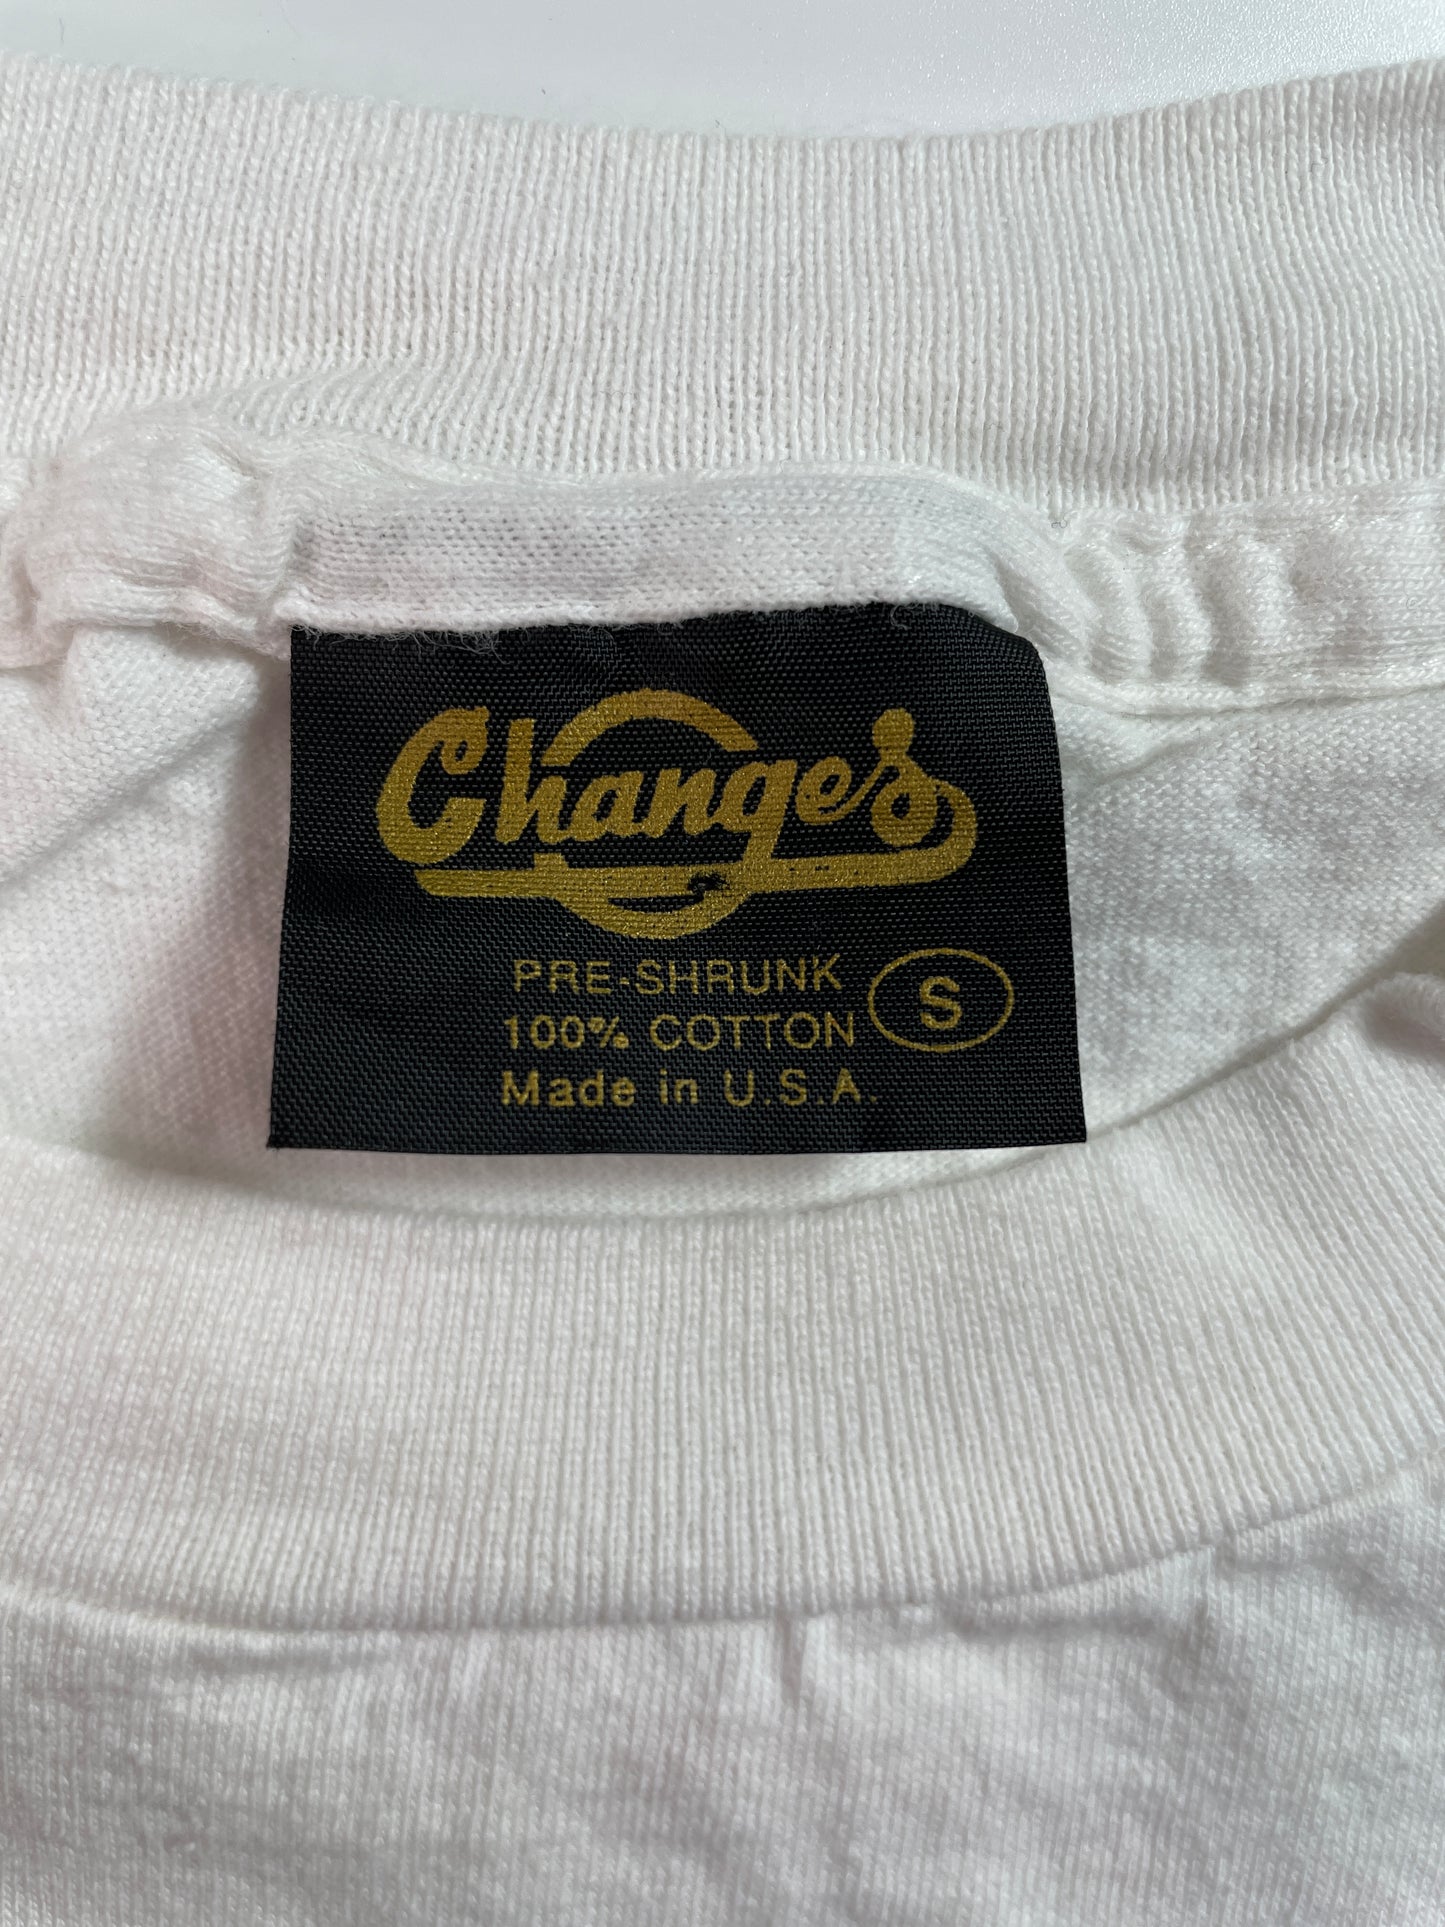 Changes
PRE-SHRUNK
100% COTTON
S
Made in U.S.A.